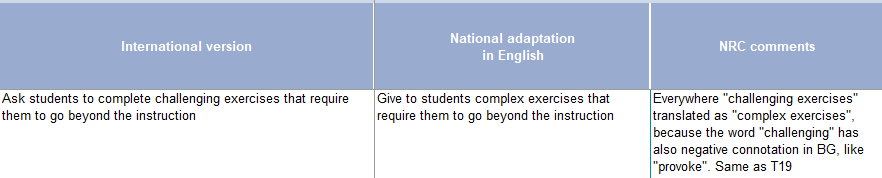 International version
National adaptation
in English
NRC comments
Ask students to complete challenging exercises that require
them to go beyond the instruction
Give to students complex exercises that
require them to go beyond the instruction
Everywhere "challenging exercises"
translated as "complex exercises",
because the word "challenging" has
also negative connotation in BG, like
"provoke". Same as T19